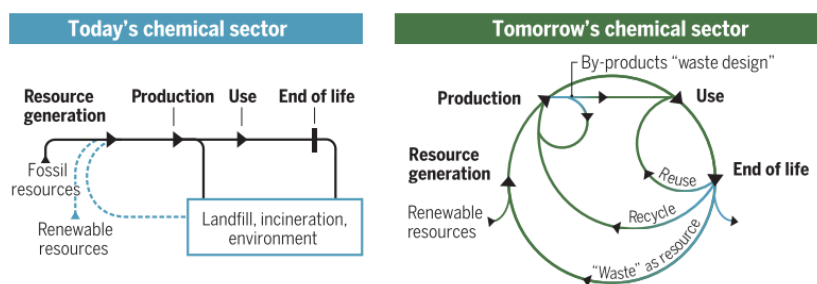 Today's chemical sector
Resource
generation
Production
Use
End of life
Fossil
resources
Renewable
resources
Landfill, incineration,
environment
Tomorrow's chemical sector
By-products "waste design"
Production
Use
Resource
generation
End of life
Renewable
resources
Reuse
Recycle
"Waste" as resource